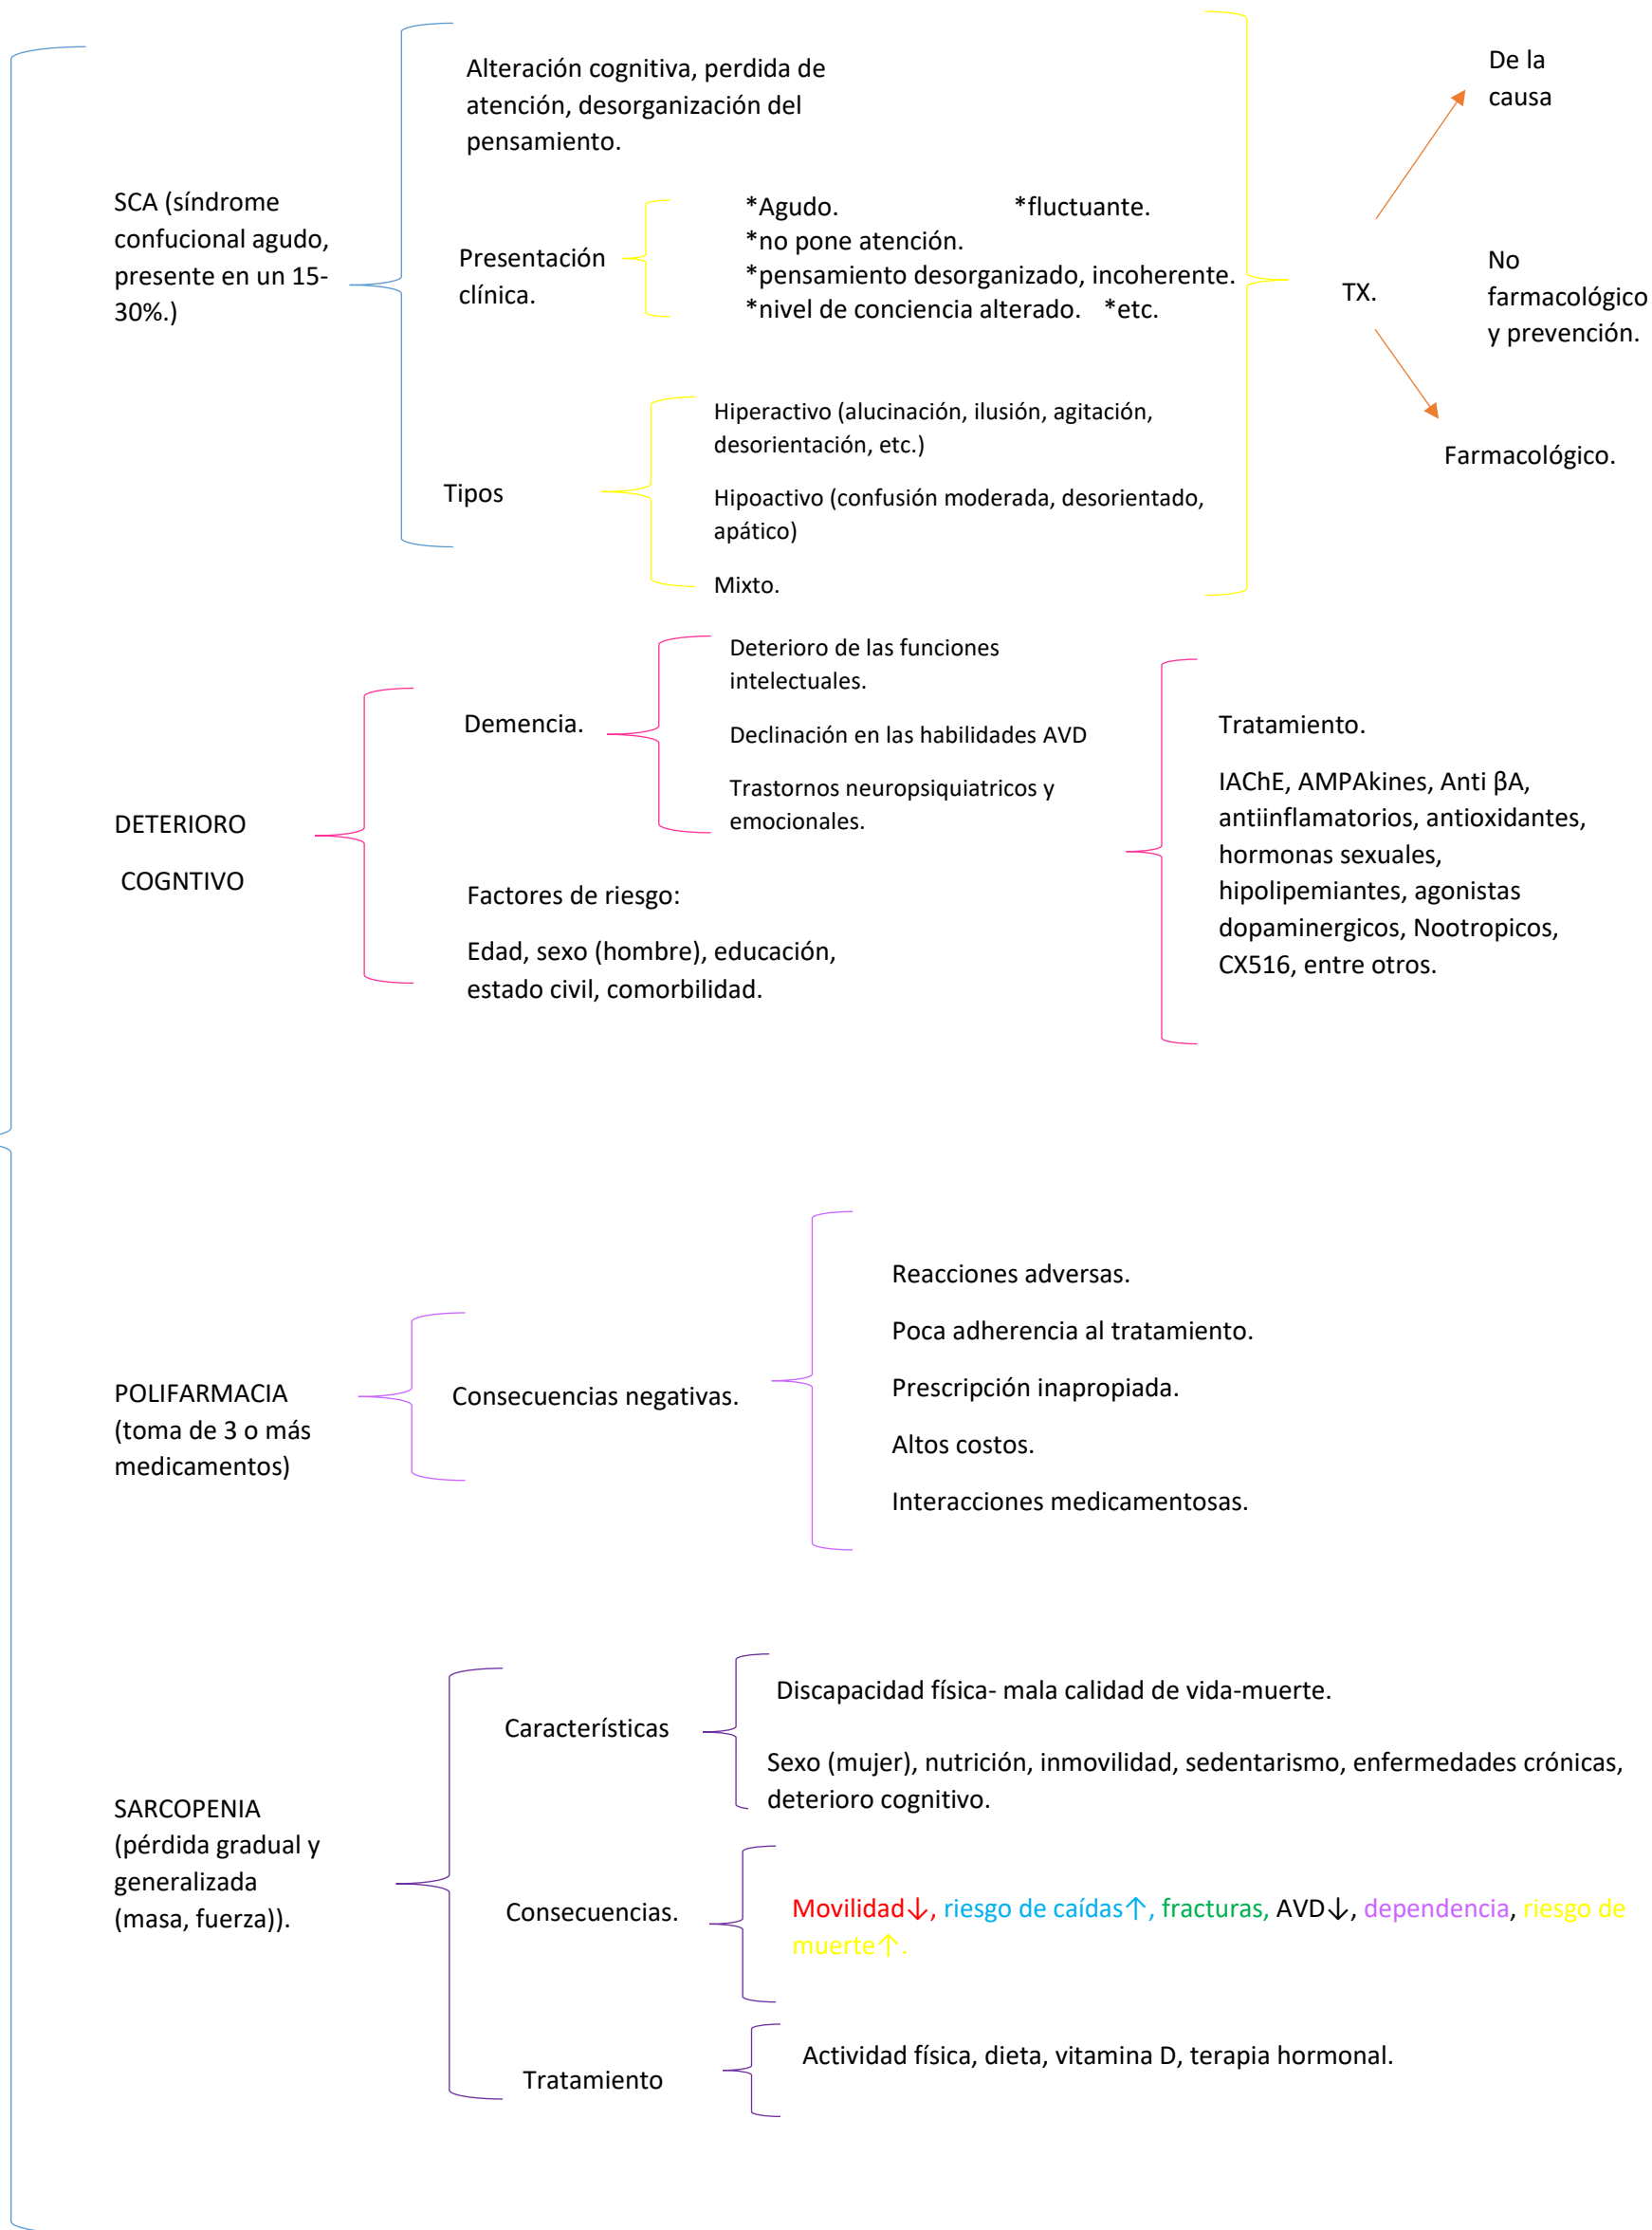 SCA (síndrome
confucional agudo,
presente en un 15-
30%.)
Alteración cognitiva, perdida de
atención, desorganización del
pensamiento.
Presentación
clínica.
*Agudo. *fluctuante.
*no pone atención.
*pensamiento desorganizado, incoherente.
*nivel de conciencia alterado. *etc.
Tipos
Hiperactivo (alucinación, ilusión, agitación,
desorientación, etc.)
Hipoactivo (confusión moderada, desorientado,
apático)
Mixto.
TX.
De la
causa
No
farmacológico
y prevención.
Farmacológico.
DETERIORO
COGNTIVO
Demencia.
Deterioro de las funciones
intelectuales.
Declinación en las habilidades AVD
Trastornos neuropsiquiatricos y
emocionales.
Factores de riesgo:
Edad, sexo (hombre), educación,
estado civil, comorbilidad.
Tratamiento.
IAChE, AMPAkines, Anti βA,
antiinflamatorios, antioxidantes,
hormonas sexuales,
hipolipemiantes, agonistas
dopaminergicos, Nootropicos,
CX516, entre otros.
POLIFARMACIA
(toma de 3 o más
medicamentos)
Consecuencias negativas.
Reacciones adversas.
Poca adherencia al tratamiento.
Prescripción inapropiada.
Altos costos.
Interacciones medicamentosas.
SARCOPENIA
(pérdida gradual y
generalizada
(masa, fuerza)).
Características
Discapacidad física- mala calidad de vida-muerte.
Sexo (mujer), nutrición, inmovilidad, sedentarismo, enfermedades crónicas,
deterioro cognitivo.
Consecuencias.
Movilidad↓, riesgo de caídas↑, fracturas, AVD↓, dependencia, riesgo de
muerte↑.
Tratamiento
Actividad física, dieta, vitamina D, terapia hormonal.